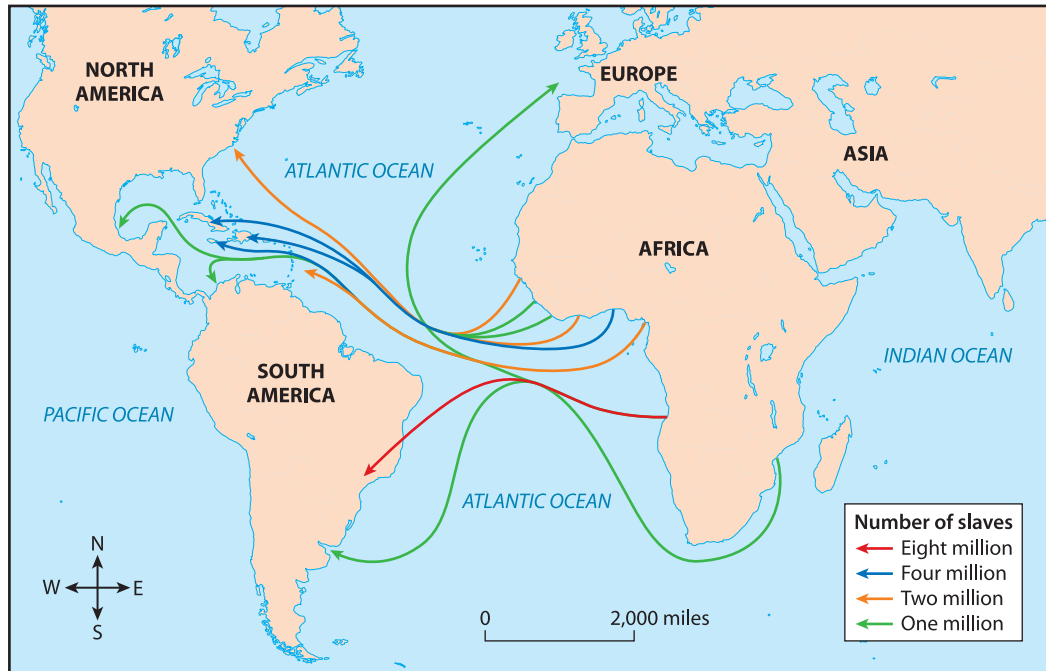 NORTH
AMERICA
EUROPE
ASIA
ATLANTIC OCEAN
AFRICA
INDIAN OCEAN
SOUTH
AMERICA
PACIFIC OCEAN
ATLANTIC OCEAN
Number of slaves
Eight million
Four million
Two million
One million
N
W E
S
0 2,000 miles